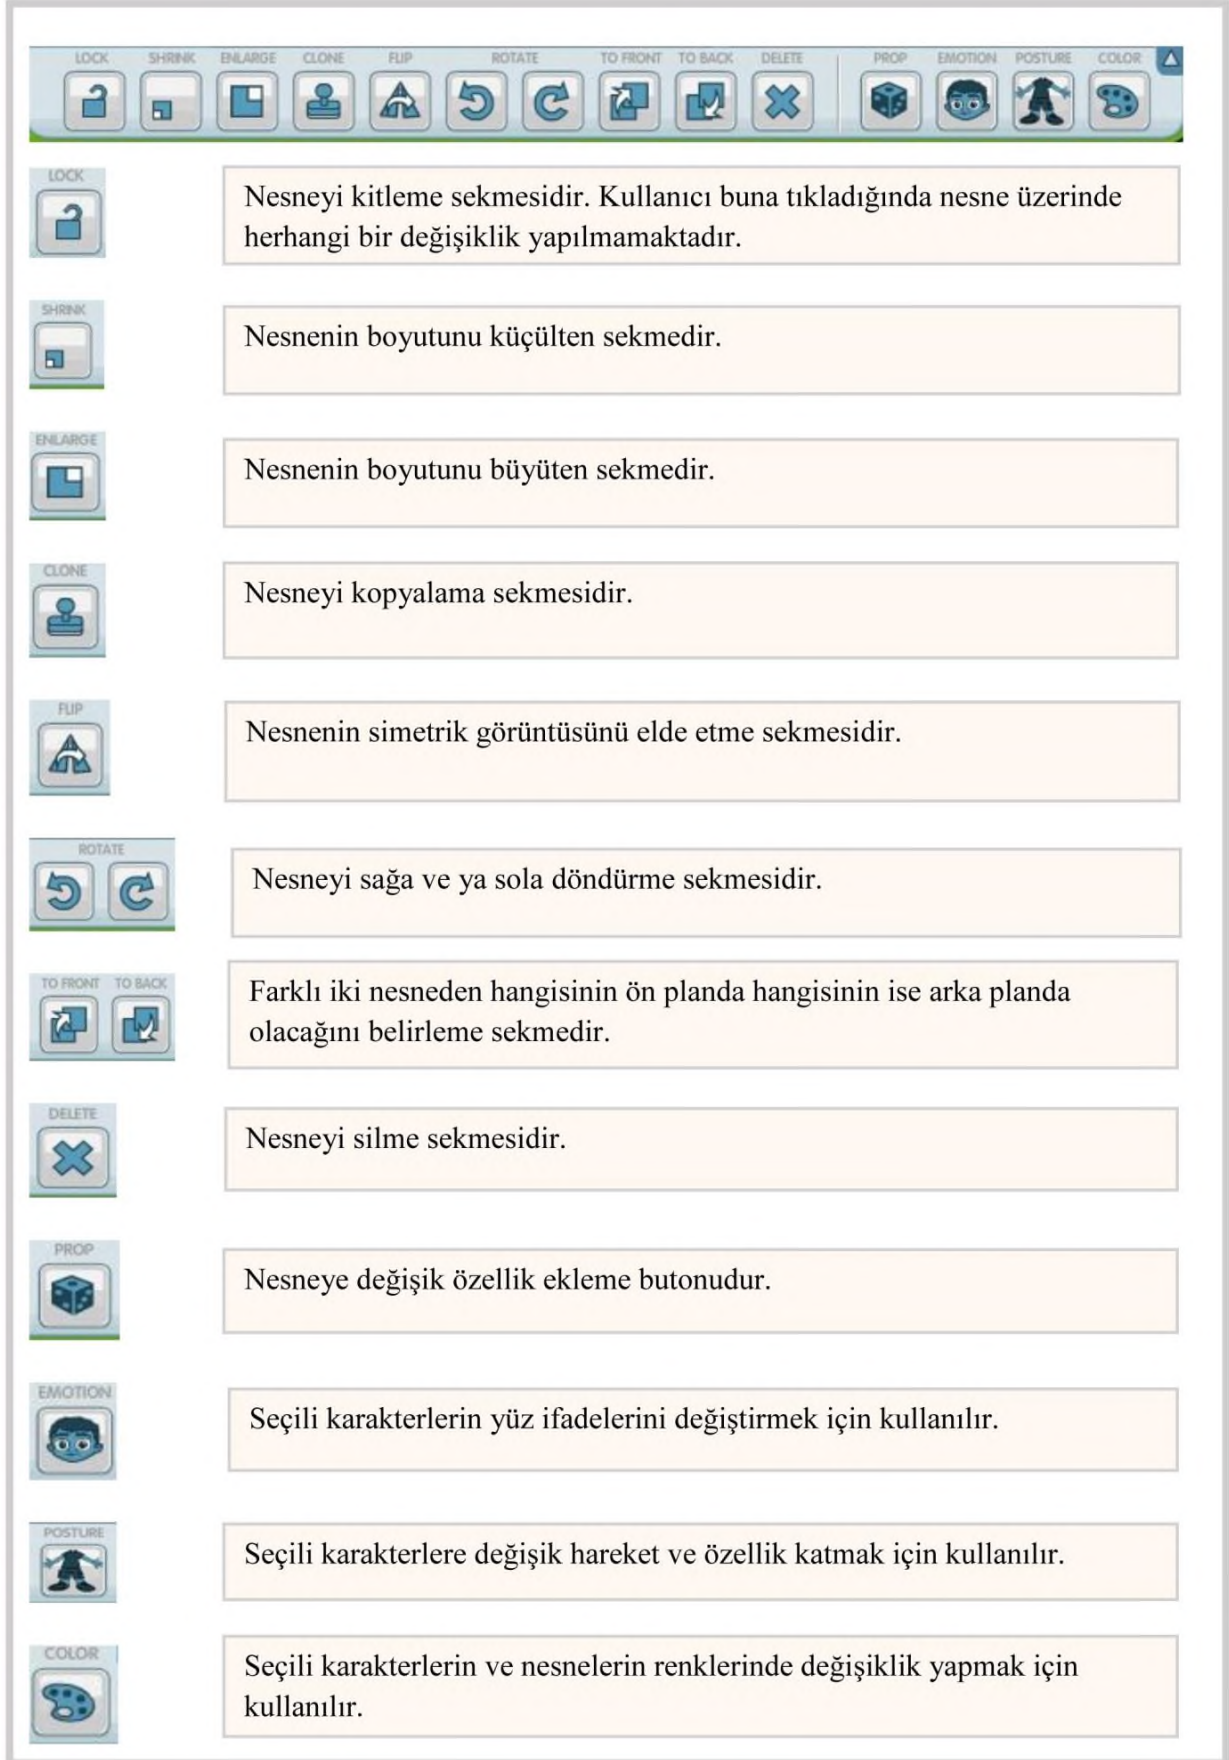 LOCK SHRINK ENLARGE CLONE FLIP ROTATE TO FRONT TO BACK DELETE PROP EMOTION POSTURE COLOR
LOCK
Nesneyi kitleme sekmesidir. Kullanıcı buna tıkladığında nesne üzerinde
herhangi bir değişiklik yapılmamaktadır.
SHRINK
Nesnenin boyutunu küçülten sekmedir.
ENLARGE
Nesnenin boyutunu büyüten sekmedir.
CLONE
Nesneyi kopyalama sekmesidir.
FLIP
Nesnenin simetrik görüntüsünü elde etme sekmesidir.
ROTATE
Nesneyi sağa ve ya sola döndürme sekmesidir.
TO FRONT TO BACK
Farklı iki nesneden hangisinin ön planda hangisinin ise arka planda
olacağını belirleme sekmedir.
DELETE
Nesneyi silme sekmesidir.
PROP
Nesneye değişik özellik ekleme butonudur.
EMOTION
Seçili karakterlerin yüz ifadelerini değiştirmek için kullanılır.
POSTURE
Seçili karakterlere değişik hareket ve özellik katmak için kullanılır.
COLOR
Seçili karakterlerin ve nesnelerin renklerinde değişiklik yapmak için
kullanılır.